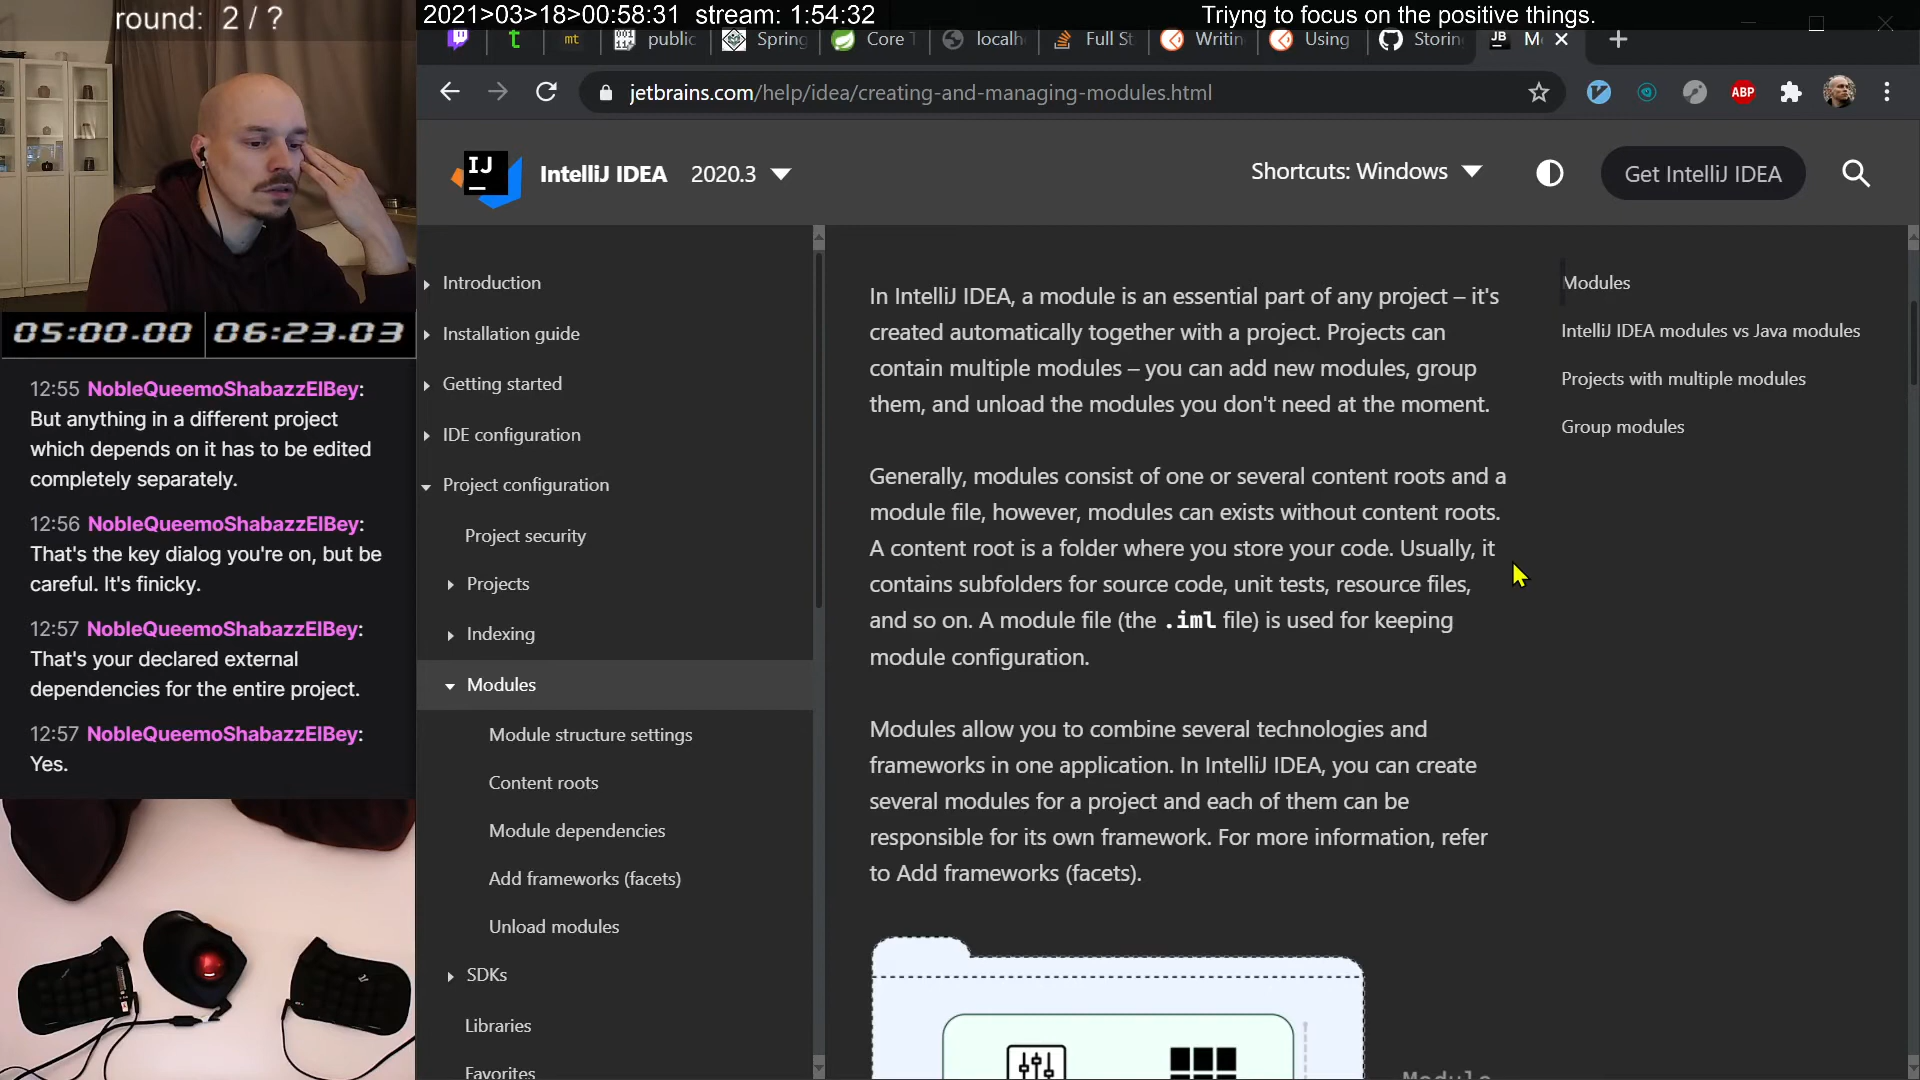 round: 2 / ?
2021>03>18>00:58:31 stream: 1:54:32
Triyng to focus on the positive things.
public
Spring
Core T
localh
Full St
Writin
Using
Storin
JB
M
jetbrains.com/help/idea/creating-and-managing-modules.html
ABP
IJ
IntelliJ IDEA
2020.3
Shortcuts: Windows
Get IntelliJ IDEA
05:00.00
06:23.03
12:55 NobleQueemoShabazzElBey:
But anything in a different project
which depends on it has to be edited
completely separately.
12:56 NobleQueemoShabazzElBey:
That's the key dialog you're on, but be
careful. It's finicky.
12:57 NobleQueemoShabazzElBey:
That's your declared external
dependencies for the entire project.
12:57 NobleQueemoShabazzElBey:
Yes.
Introduction
Installation guide
Getting started
IDE configuration
Project configuration
Project security
Projects
Indexing
Modules
Module structure settings
Content roots
Module dependencies
Add frameworks (facets)
Unload modules
SDKs
Libraries
Favorites
In IntelliJ IDEA, a module is an essential part of any project – it's
created automatically together with a project. Projects can
contain multiple modules – you can add new modules, group
them, and unload the modules you don't need at the moment.
Generally, modules consist of one or several content roots and a
module file, however, modules can exists without content roots.
A content root is a folder where you store your code. Usually, it
contains subfolders for source code, unit tests, resource files,
and so on. A module file (the .iml file) is used for keeping
module configuration.
Modules allow you to combine several technologies and
frameworks in one application. In IntelliJ IDEA, you can create
several modules for a project and each of them can be
responsible for its own framework. For more information, refer
to Add frameworks (facets).
Module
Modules
IntelliJ IDEA modules vs Java modules
Projects with multiple modules
Group modules